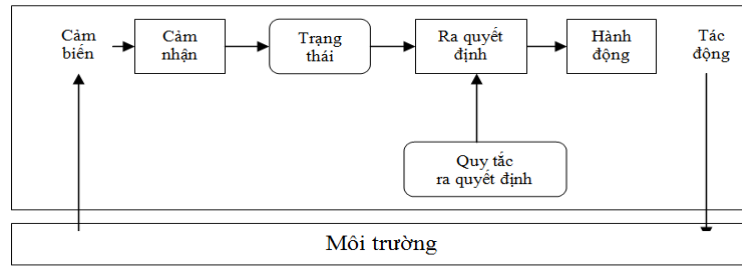 Cảm
biến
Cảm
nhận
Trạng
thái
Ra quyết
định
Hành
động
Tác
động
Quy tắc
ra quyết định
Môi trường